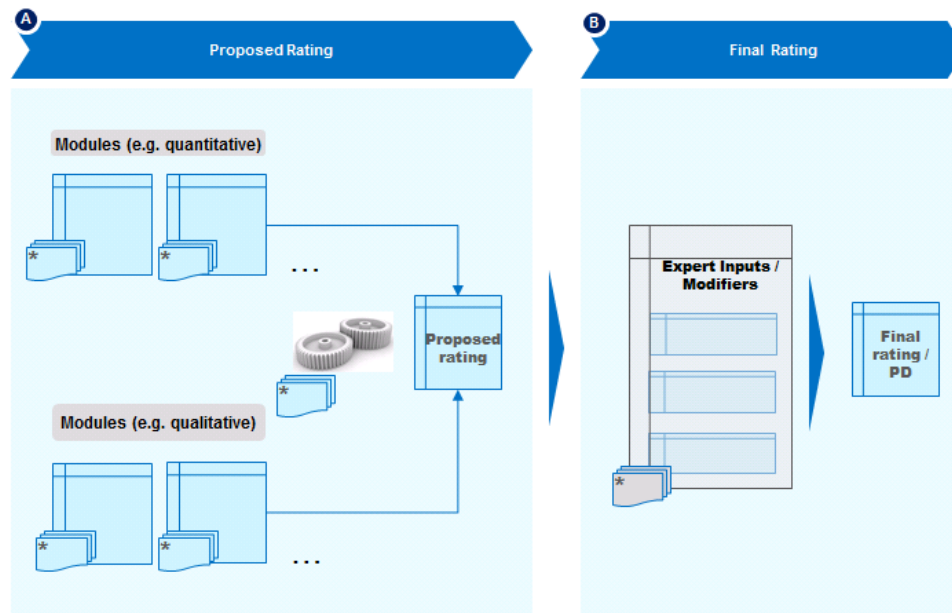 A
Proposed Rating
B
Final Rating
Modules (e.g. quantitative)
*
*
...
Expert Inputs /
Modifiers
Proposed
rating
Final
rating /
PD
*
Modules (e.g. qualitative)
*
*
*
...